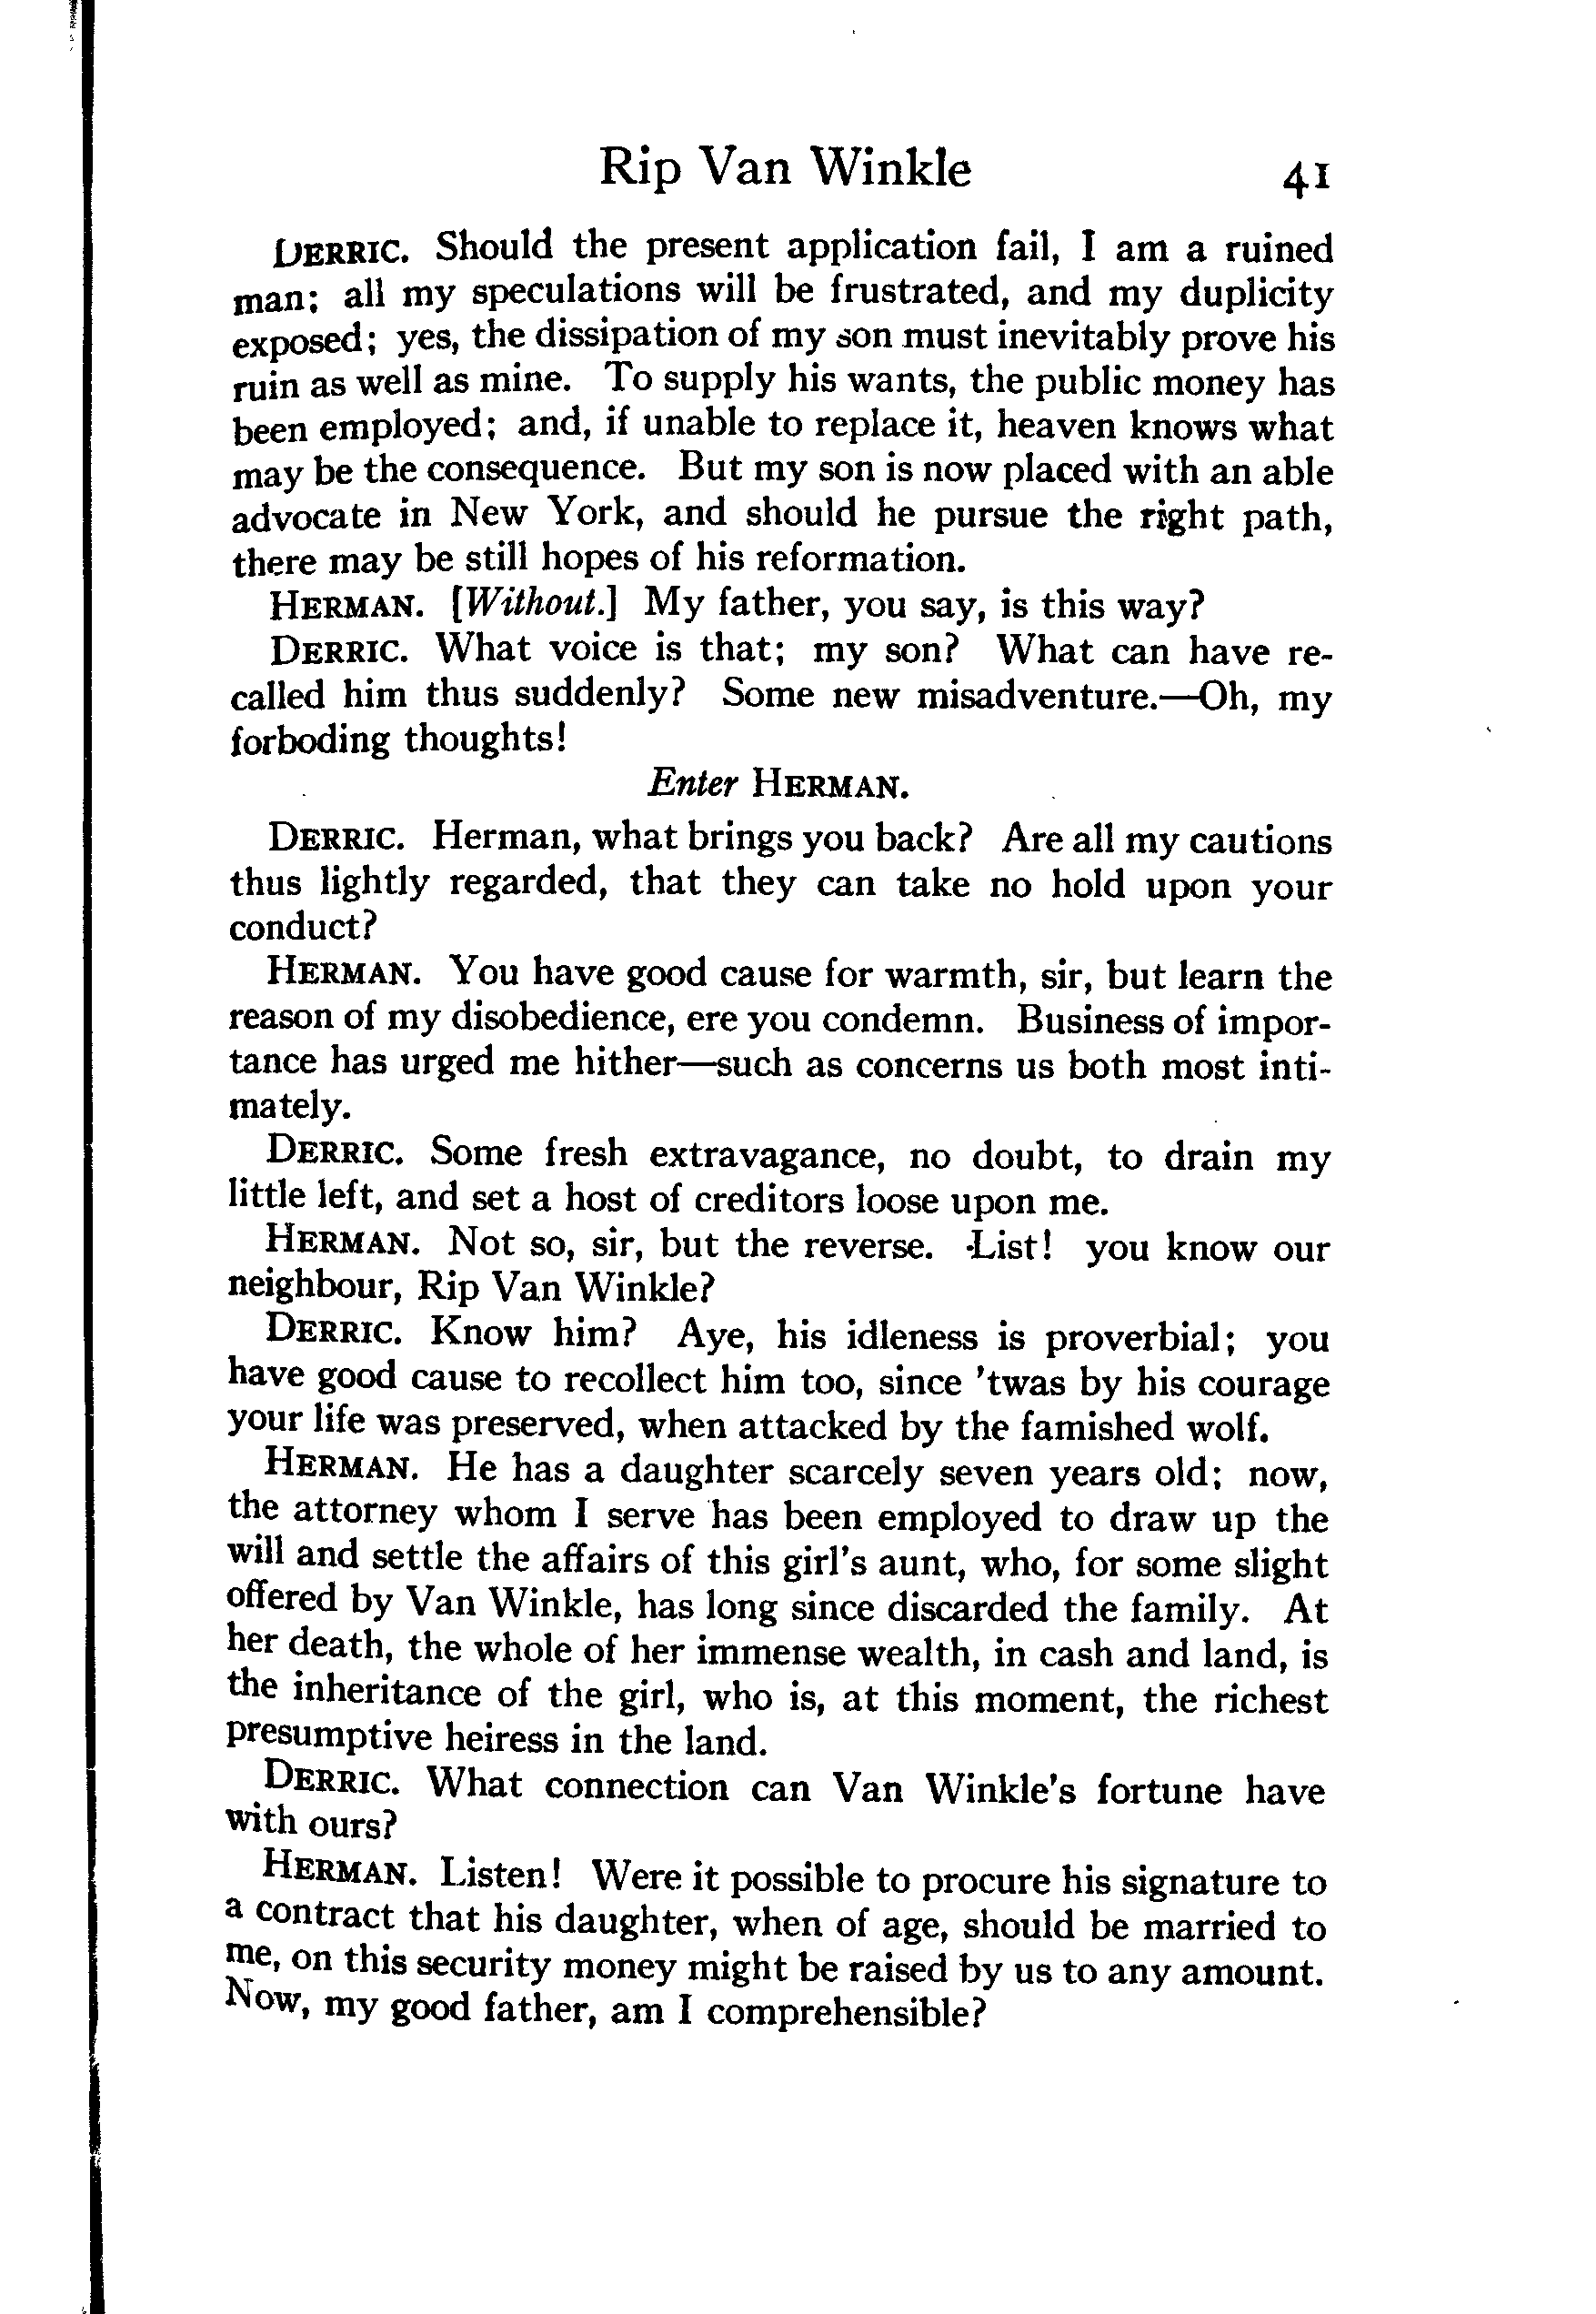 Rip Van Winkle 41
DERRIC. Should the present application fail, I am a ruined
man; all my speculations will be frustrated, and my duplicity
exposed; yes, the dissipation of my son must inevitably prove his
ruin as well as mine. To supply his wants, the public money has
been employed; and, if unable to replace it, heaven knows what
may be the consequence. But my son is now placed with an able
advocate in New York, and should he pursue the right path,
there may be still hopes of his reformation.
HERMAN. [Without.] My father, you say, is this way?
DERRIC. What voice is that; my son? What can have re-
called him thus suddenly? Some new misadventure.—Oh, my
forboding thoughts!
Enter HERMAN.
DERRIC. Herman, what brings you back? Are all my cautions
thus lightly regarded, that they can take no hold upon your
conduct?
HERMAN. You have good cause for warmth, sir, but learn the
reason of my disobedience, ere you condemn. Business of impor-
tance has urged me hither—such as concerns us both most inti-
mately.
DERRIC. Some fresh extravagance, no doubt, to drain my
little left, and set a host of creditors loose upon me.
HERMAN. Not so, sir, but the reverse. List! you know our
neighbour, Rip Van Winkle?
DERRIC. Know him? Aye, his idleness is proverbial; you
have good cause to recollect him too, since 'twas by his courage
your life was preserved, when attacked by the famished wolf.
HERMAN. He has a daughter scarcely seven years old; now,
the attorney whom I serve has been employed to draw up the
will and settle the affairs of this girl's aunt, who, for some slight
offered by Van Winkle, has long since discarded the family. At
her death, the whole of her immense wealth, in cash and land, is
the inheritance of the girl, who is, at this moment, the richest
presumptive heiress in the land.
DERRIC. What connection can Van Winkle's fortune have
with ours?
HERMAN. Listen! Were it possible to procure his signature to
a contract that his daughter, when of age, should be married to
me, on this security money might be raised by us to any amount.
Now, my good father, am I comprehensible?